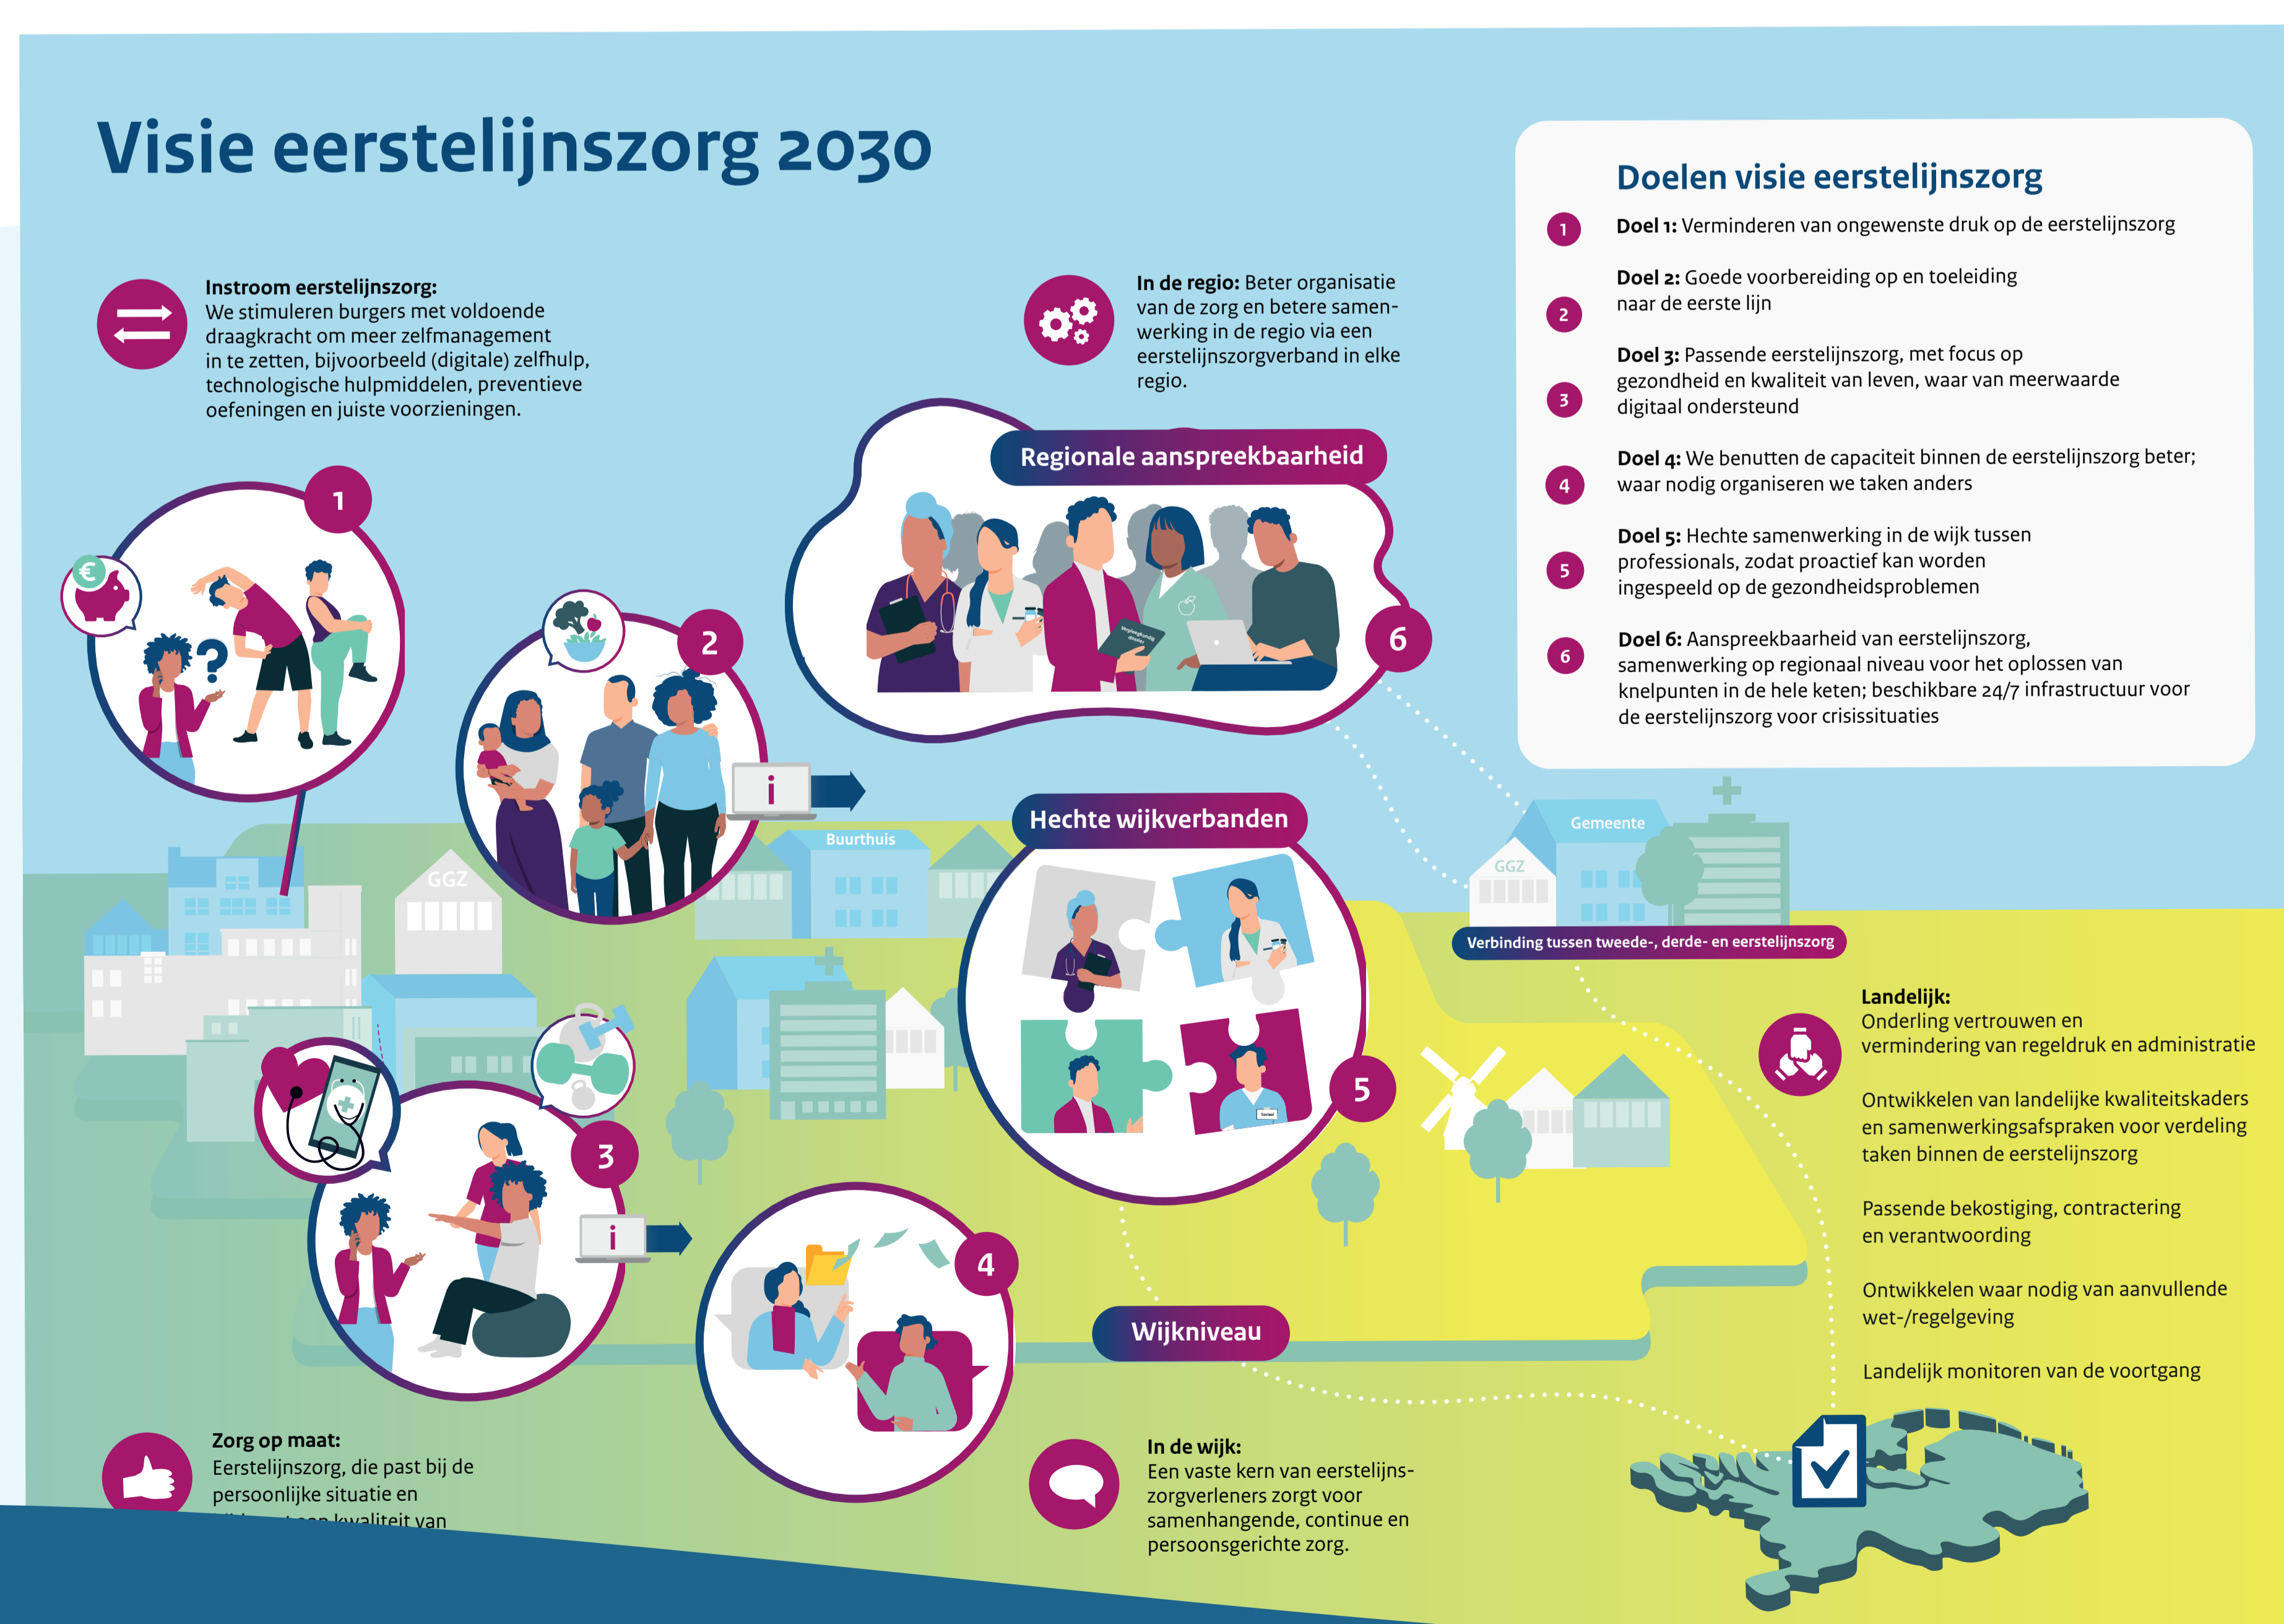 Visie eerstelijnszorg 2030
Instroom eerstelijnszorg:
We stimuleren burgers met voldoende
draagkracht om meer zelfmanagement
in te zetten, bijvoorbeeld (digitale) zelfhulp,
technologische hulpmiddelen, preventieve
oefeningen en juiste voorzieningen.
In de regio: Beter organisatie
van de zorg en betere samen-
werking in de regio via een
eerstelijnszorgverband in elke
regio.
Doelen visie eerstelijnszorg
1 Doel 1: Verminderen van ongewenste druk op de eerstelijnszorg
2 Doel 2: Goede voorbereiding op en toeleiding
naar de eerste lijn
3 Doel 3: Passende eerstelijnszorg, met focus op
gezondheid en kwaliteit van leven, waar van meerwaarde
digitaal ondersteund
4 Doel 4: We benutten de capaciteit binnen de eerstelijnszorg beter;
waar nodig organiseren we taken anders
5 Doel 5: Hechte samenwerking in de wijk tussen
professionals, zodat proactief kan worden
ingespeeld op de gezondheidsproblemen
6 Doel 6: Aanspreekbaarheid van eerstelijnszorg,
samenwerking op regionaal niveau voor het oplossen van
knelpunten in de hele keten; beschikbare 24/7 infrastructuur voor
de eerstelijnszorg voor crisissituaties
1
€
?
2
i
Regionale aanspreekbaarheid
Verpleegkundig
dossier
6
GGZ
Buurthuis
Hechte wijkverbanden
5
Gemeente
GGZ
Verbinding tussen tweede-, derde- en eerstelijnszorg
3
i
4
Wijkniveau
Landelijk:
Onderling vertrouwen en
vermindering van regeldruk en administratie
Ontwikkelen van landelijke kwaliteitskaders
en samenwerkingsafspraken voor verdeling
taken binnen de eerstelijnszorg
Passende bekostiging, contractering
en verantwoording
Ontwikkelen waar nodig van aanvullende
wet-/regelgeving
Landelijk monitoren van de voortgang
Zorg op maat:
Eerstelijnszorg, die past bij de
persoonlijke situatie en
kwaliteit van
In de wijk:
Een vaste kern van eerstelijns-
zorgverleners zorgt voor
samenhangende, continue en
persoonsgerichte zorg.